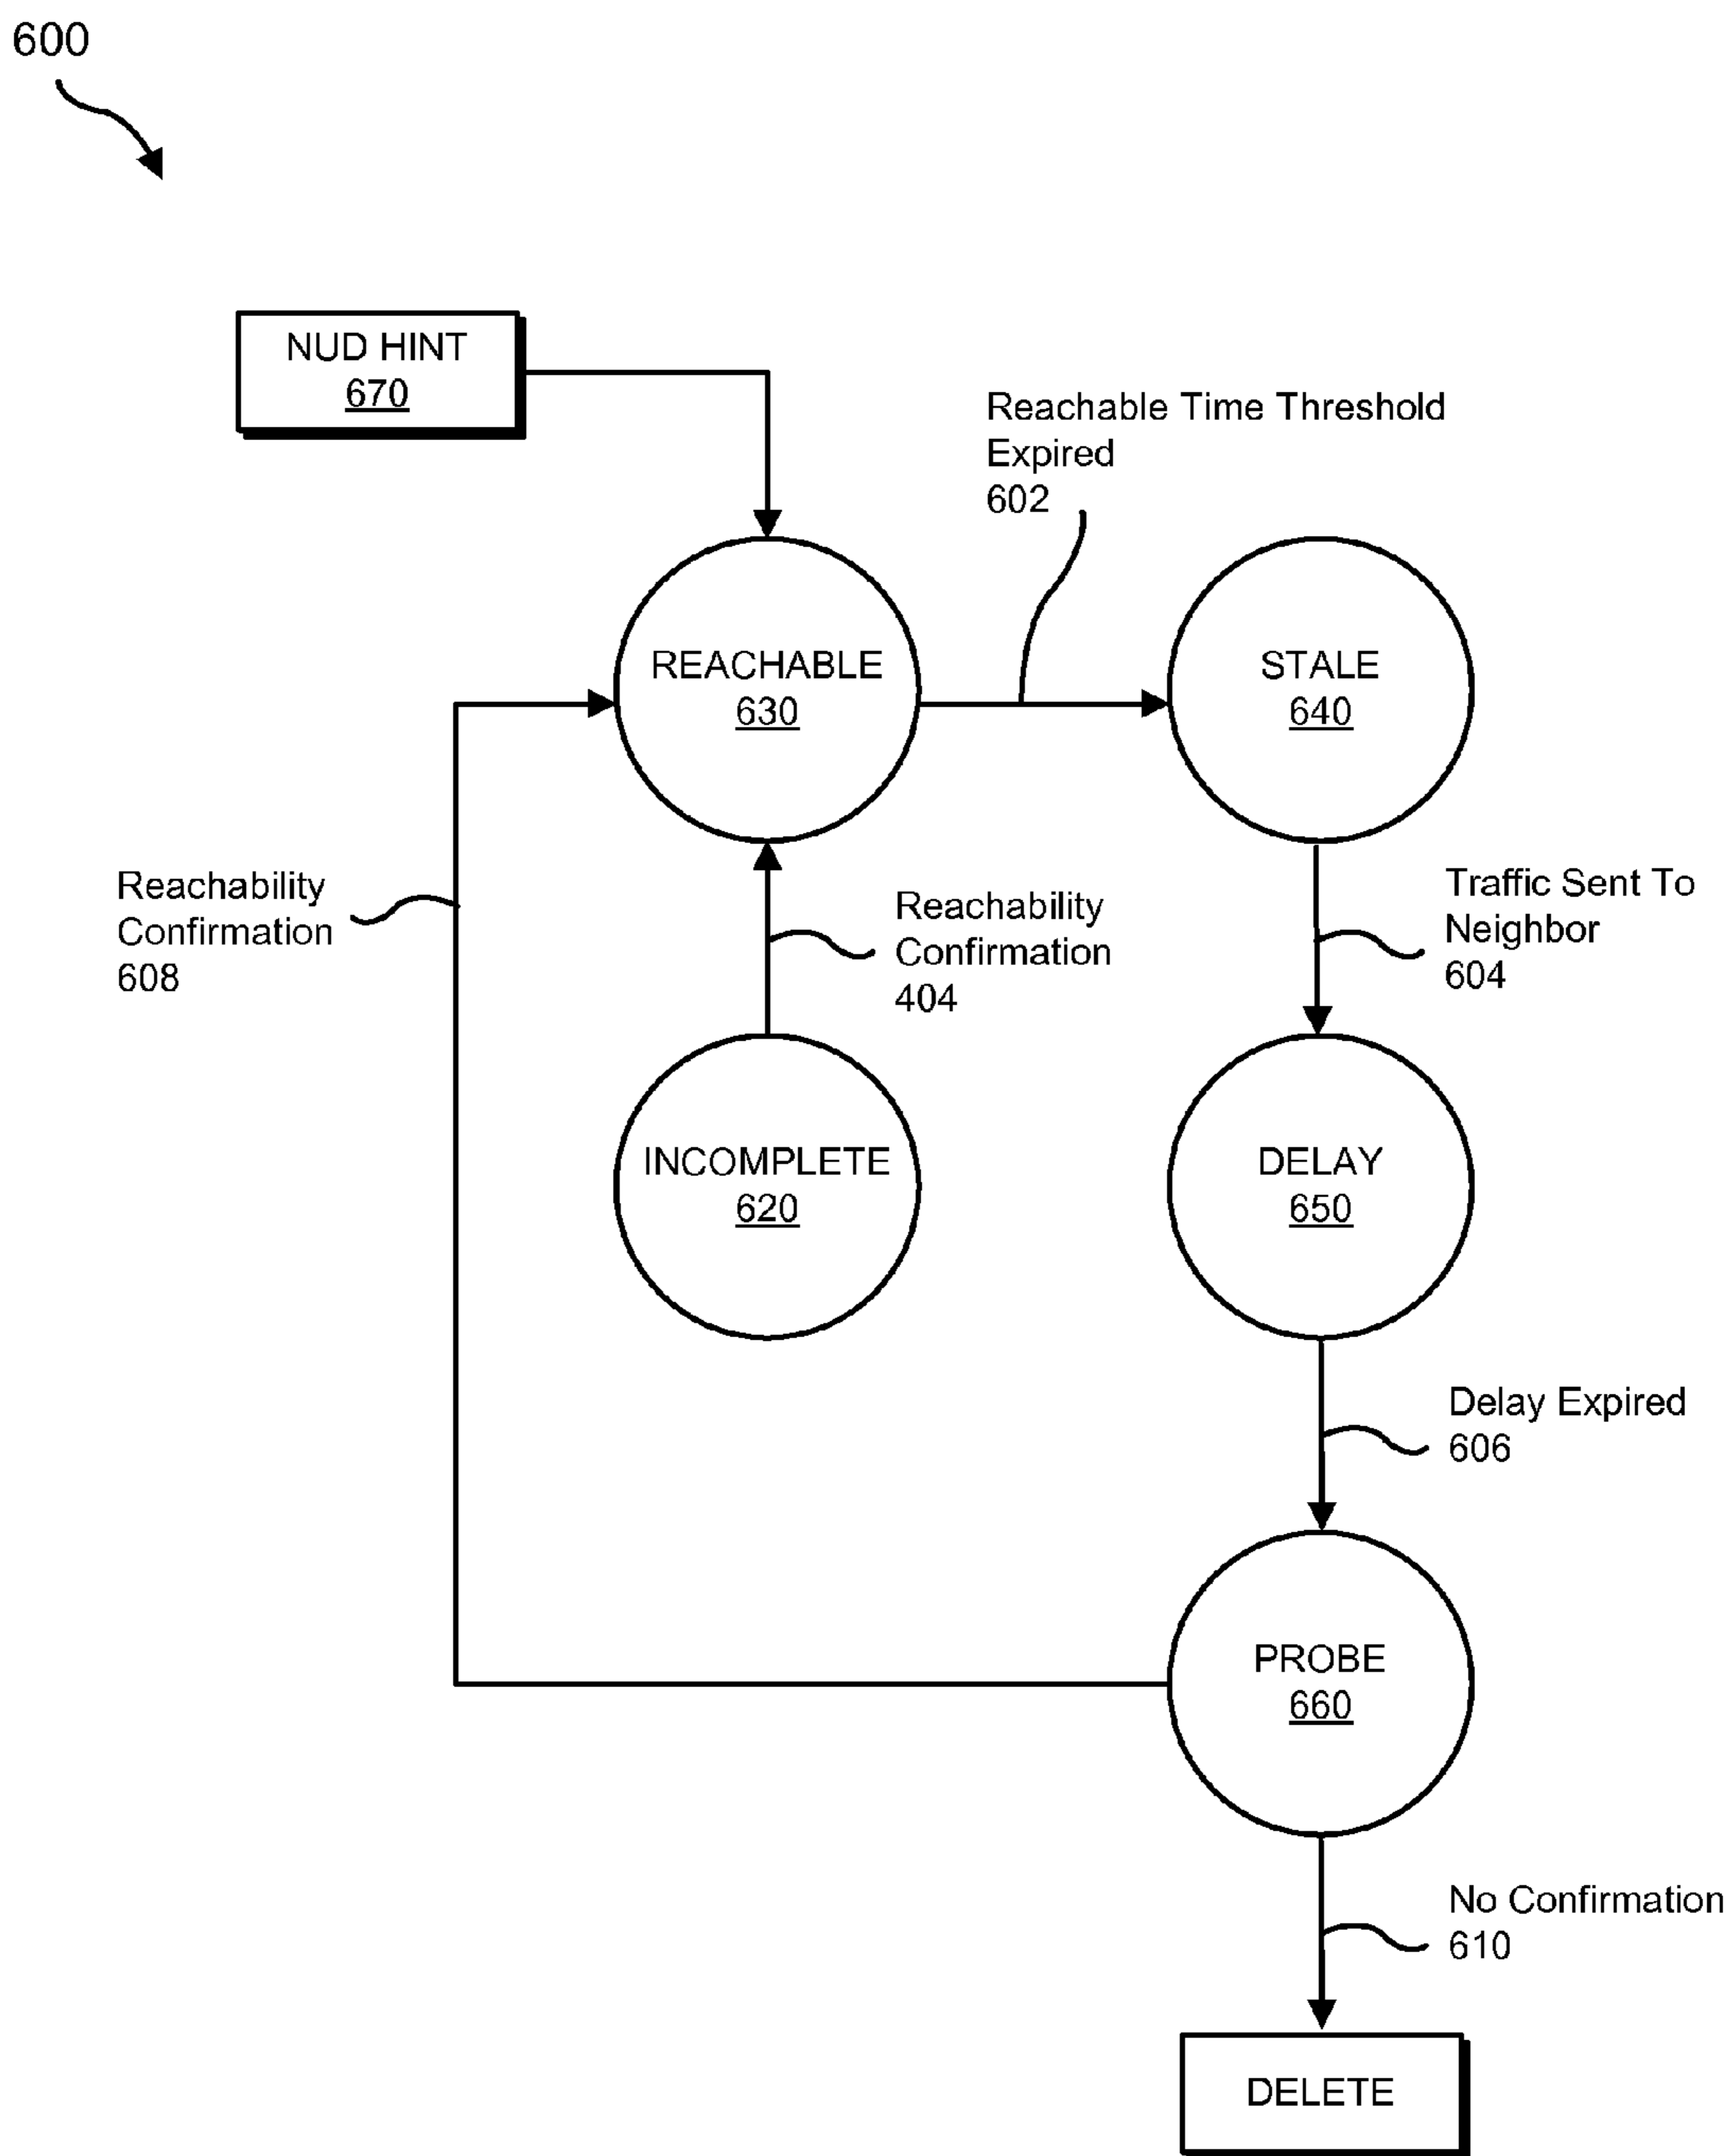 600
NUD HINT
670
Reachable Time Threshold
Expired
602
REACHABLE
630
STALE
640
Reachability
Confirmation
608
Reachability
Confirmation
404
Traffic Sent To
Neighbor
604
INCOMPLETE
620
DELAY
650
Delay Expired
606
PROBE
660
No Confirmation
610
DELETE